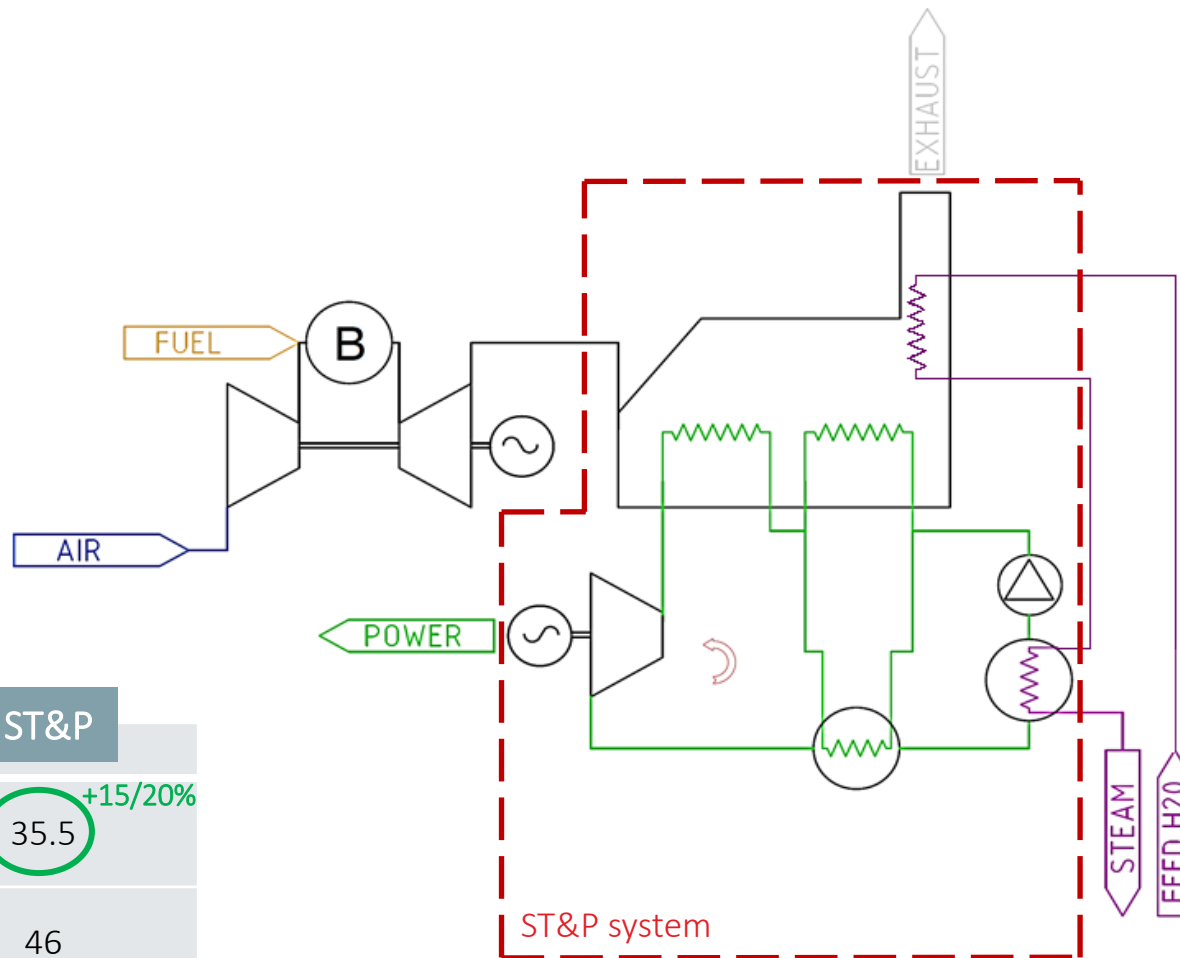 EXHAUST
FUEL
B
AIR
POWER
ST&P
+15/20%
35.5
46
ST&P system
STEAM
FEED H2O